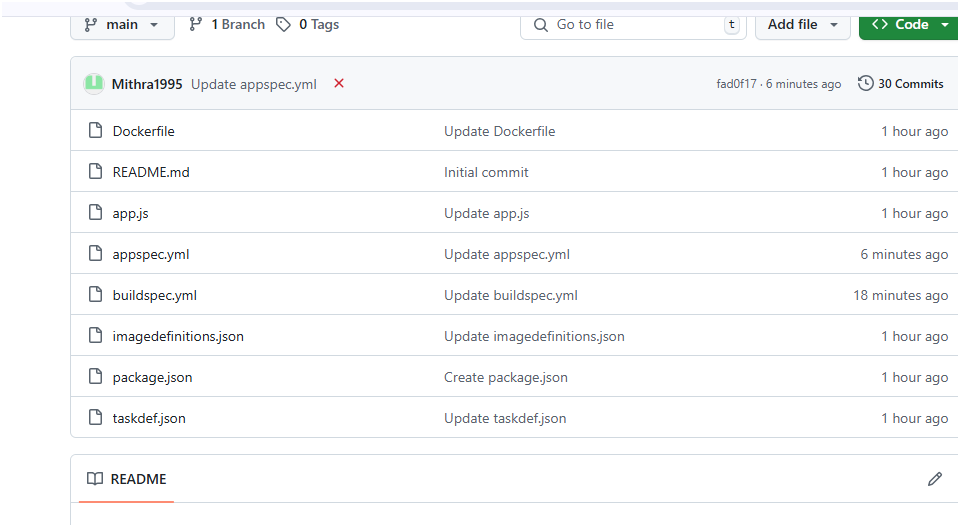 main 1 Branch 0 Tags Go to file t Add file Code
Mithra1995 Update appspec.yml fad0f17 · 6 minutes ago 30 Commits
Dockerfile Update Dockerfile 1 hour ago
README.md Initial commit 1 hour ago
app.js Update app.js 1 hour ago
appspec.yml Update appspec.yml 6 minutes ago
buildspec.yml Update buildspec.yml 18 minutes ago
imagedefinitions.json Update imagedefinitions.json 1 hour ago
package.json Create package.json 1 hour ago
taskdef.json Update taskdef.json 1 hour ago
README